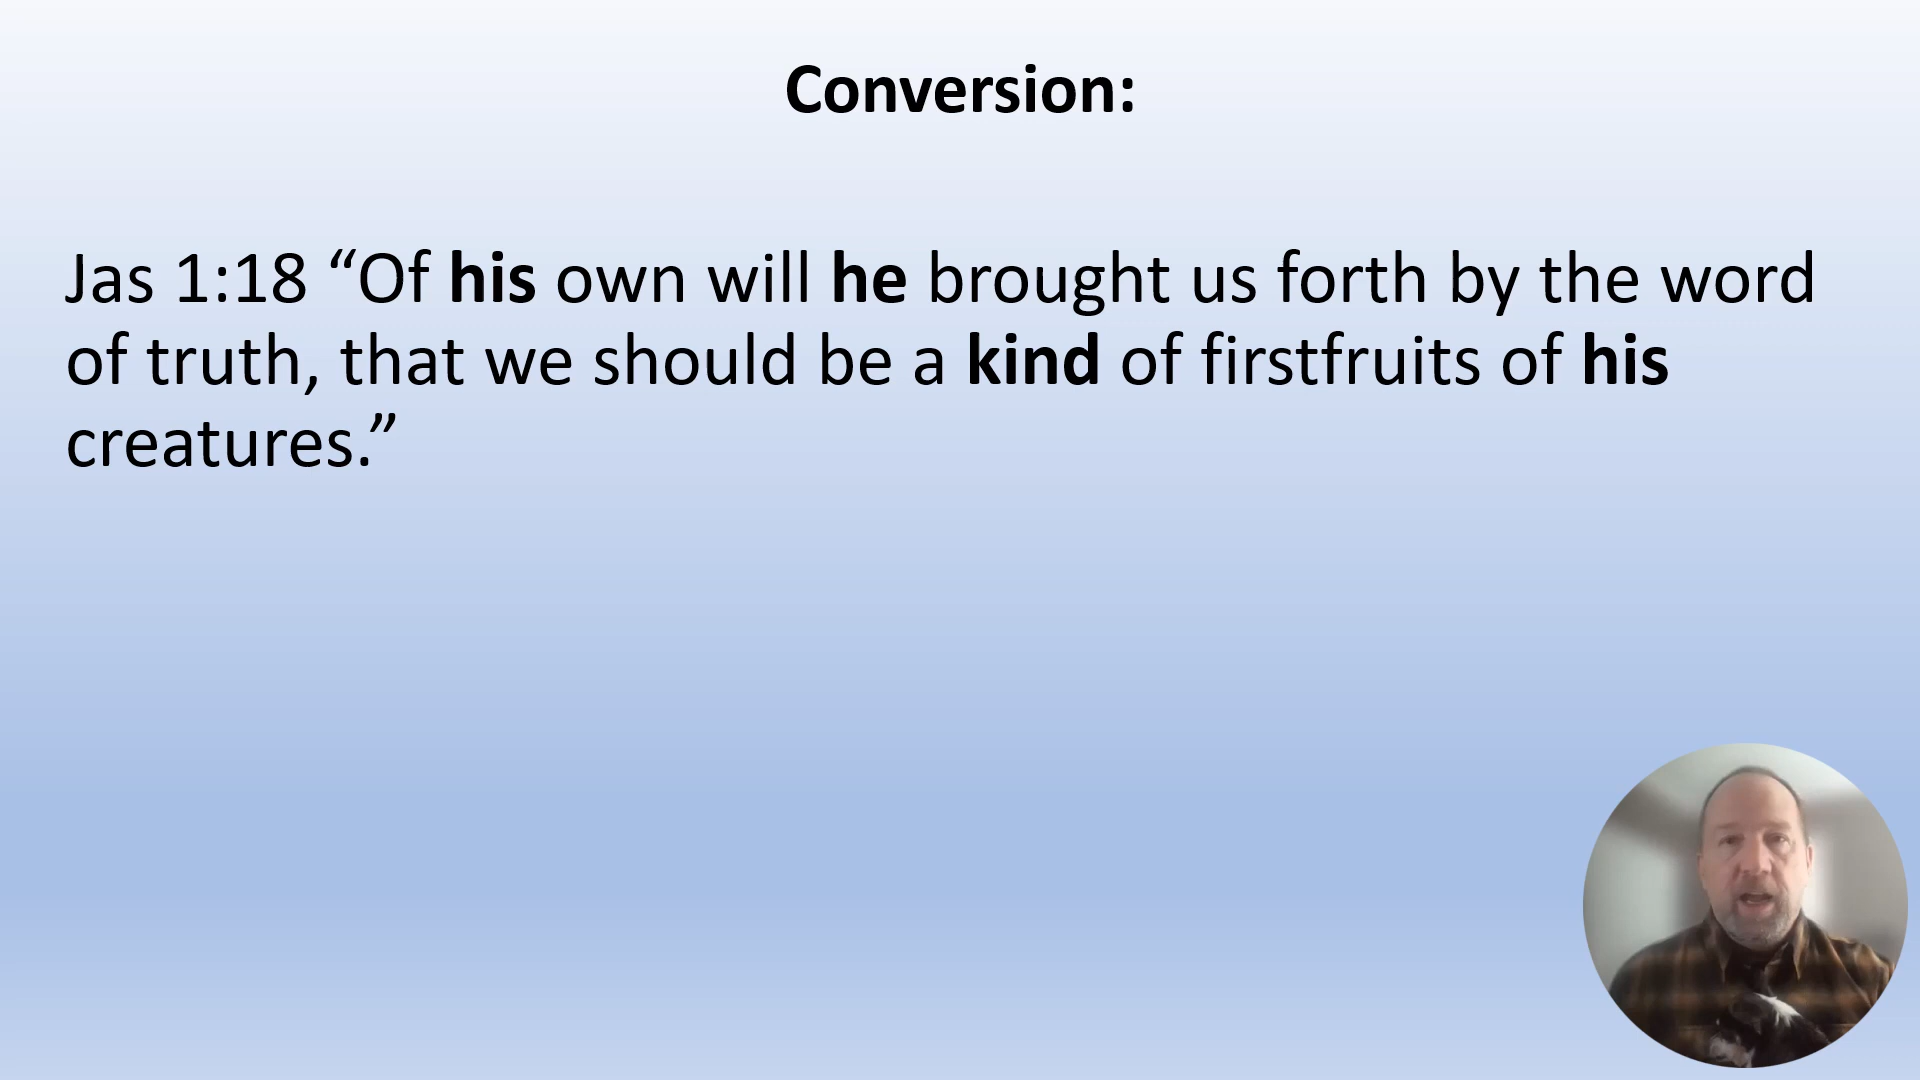 Conversion:
Jas 1:18 “Of his own will he brought us forth by the word
of truth, that we should be a kind of firstfruits of his
creatures.”